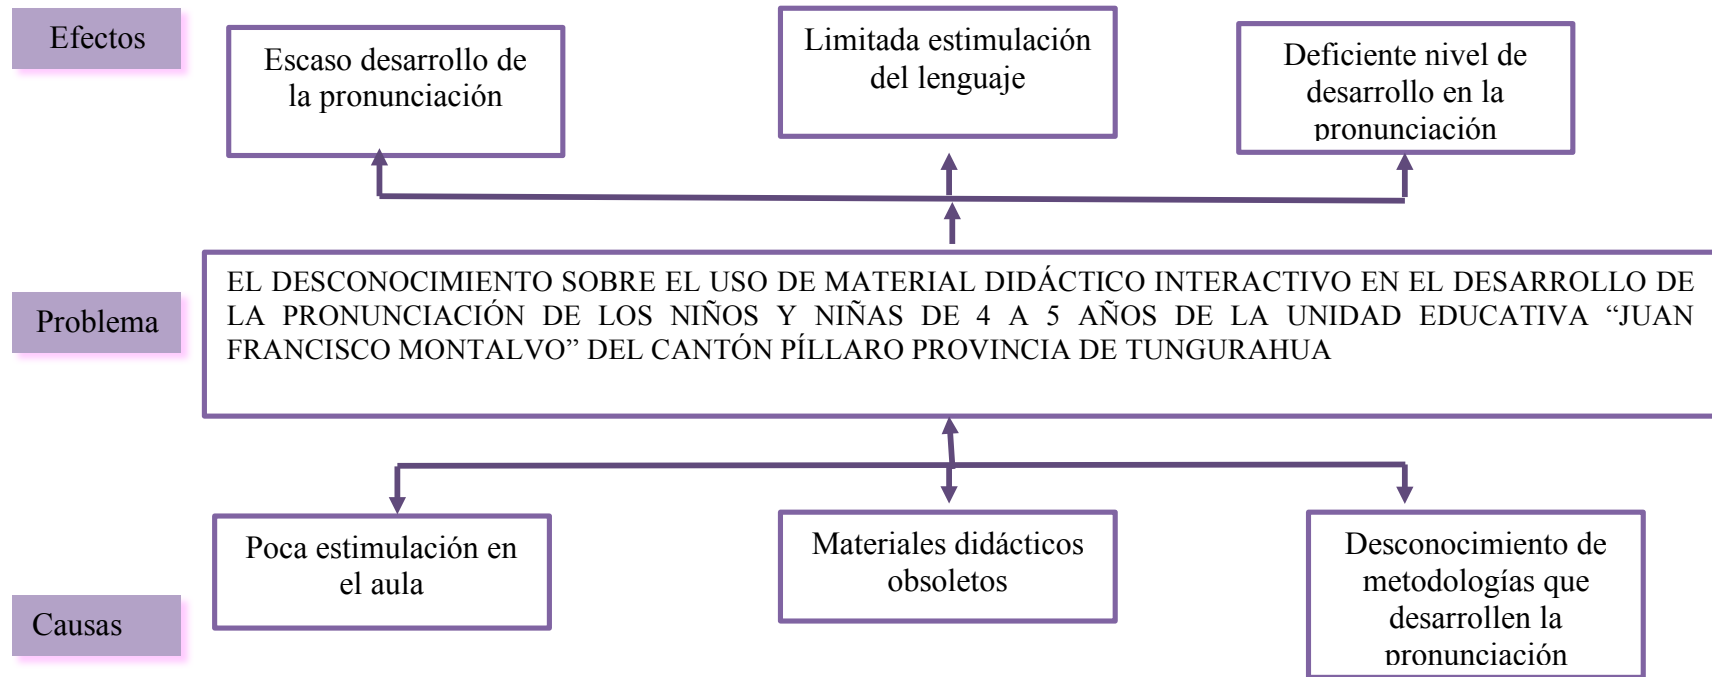 Efectos
Escaso desarrollo de
la pronunciación
Limitada estimulación
del lenguaje
Deficiente nivel de
desarrollo en la
pronunciación
Problema
EL DESCONOCIMIENTO SOBRE EL USO DE MATERIAL DIDÁCTICO INTERACTIVO EN EL DESARROLLO DE
LA PRONUNCIACIÓN DE LOS NIÑOS Y NIÑAS DE 4 A 5 AÑOS DE LA UNIDAD EDUCATIVA “JUAN
FRANCISCO MONTALVO” DEL CANTÓN PÍLLARO PROVINCIA DE TUNGURAHUA
Poca estimulación en
el aula
Materiales didácticos
obsoletos
Desconocimiento de
metodologías que
desarrollen la
pronunciación
Causas